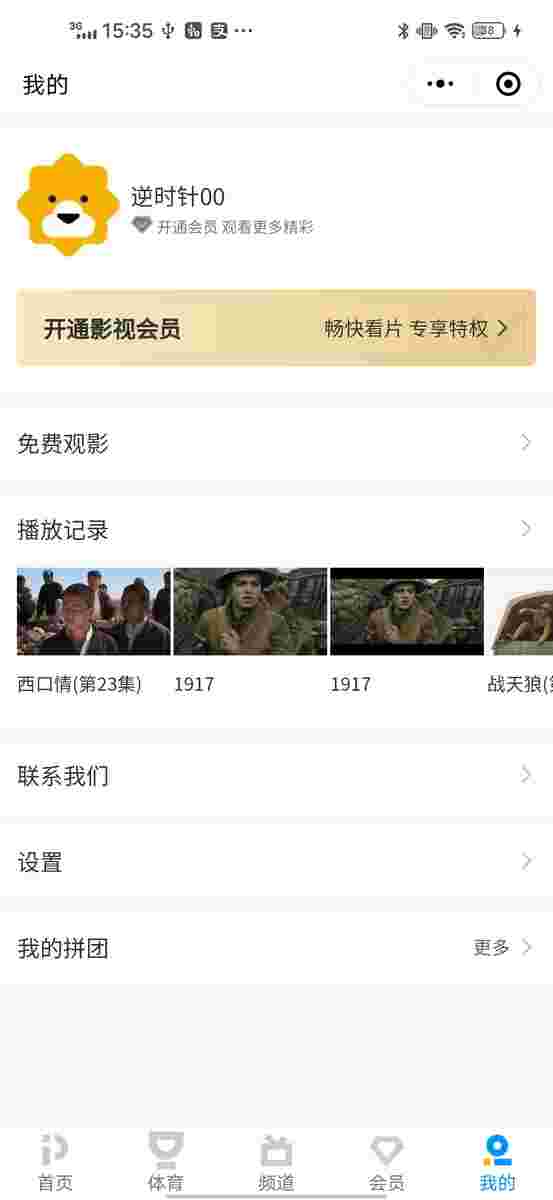 3G 15:35
我的
逆时针00
开通会员 观看更多精彩
开通影视会员 畅快看片 专享特权
免费观影
播放记录
西口情(第23集) 1917 1917 战天狼(
联系我们
设置
我的拼团 更多
首页 体育 频道 会员 我的